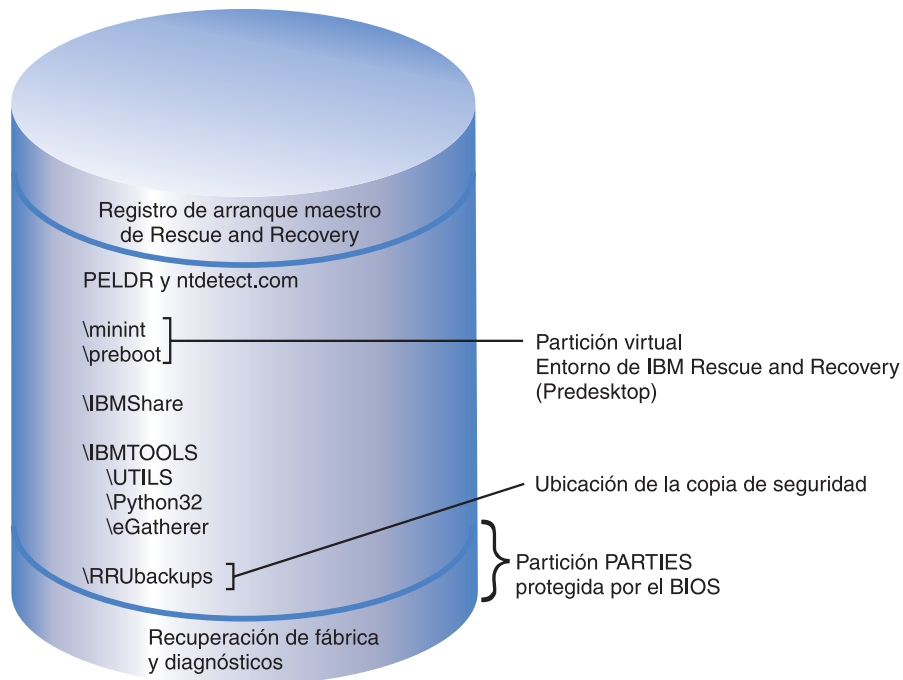 Registro de arranque maestro
de Rescue and Recovery
PELDR y ntdetect.com
\minint
\preboot
Partición virtual
Entorno de IBM Rescue and Recovery
(Predesktop)
\IBMShare
\IBMTOOLS
\UTILS
\Python32
\eGatherer
Ubicación de la copia de seguridad
\RRUbackups
Partición PARTIES
protegida por el BIOS
Recuperación de fábrica
y diagnósticos